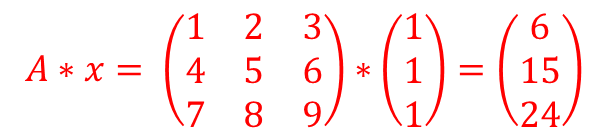 A * x = (1 2 3
4 5 6
7 8 9) * (1
1
1) = (6
15
24)